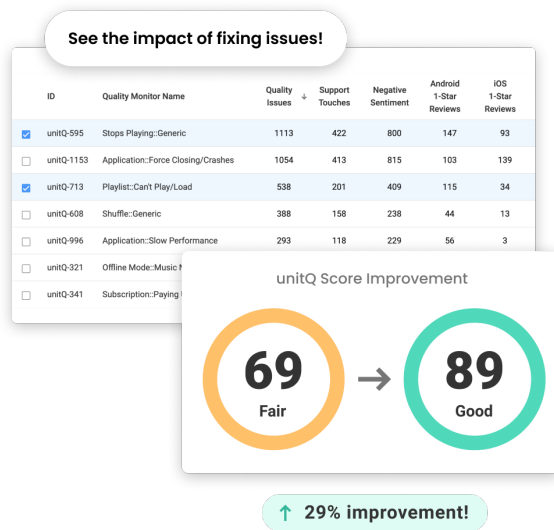 See the impact of fixing issues!
ID Quality Monitor Name Quality Issues ↓ Support Touches Negative Sentiment Android 1-Star Reviews iOS 1-Star Reviews
unitQ-595 Stops Playing::Generic 1113 422 800 147 93
unitQ-1153 Application::Force Closing/Crashes 1054 413 815 103 139
unitQ-713 Playlist::Can't Play/Load 538 201 409 115 34
unitQ-608 Shuffle::Generic 388 158 238 44 13
unitQ-996 Application::Slow Performance 293 118 229 56 3
unitQ-321 Offline Mode::Music
unitQ-341 Subscription::Paying
unitQ Score Improvement
69 → 89
Fair Good
↑ 29% improvement!